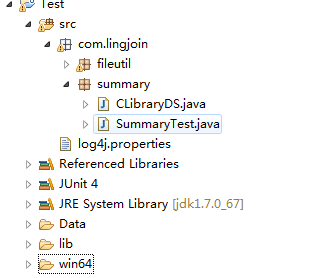 Test
src
com.lingjoin
fileutil
summary
CLibraryDS.java
SummaryTest.java
log4j.properties
Referenced Libraries
JUnit 4
JRE System Library [jdk1.7.0_67]
Data
lib
win64